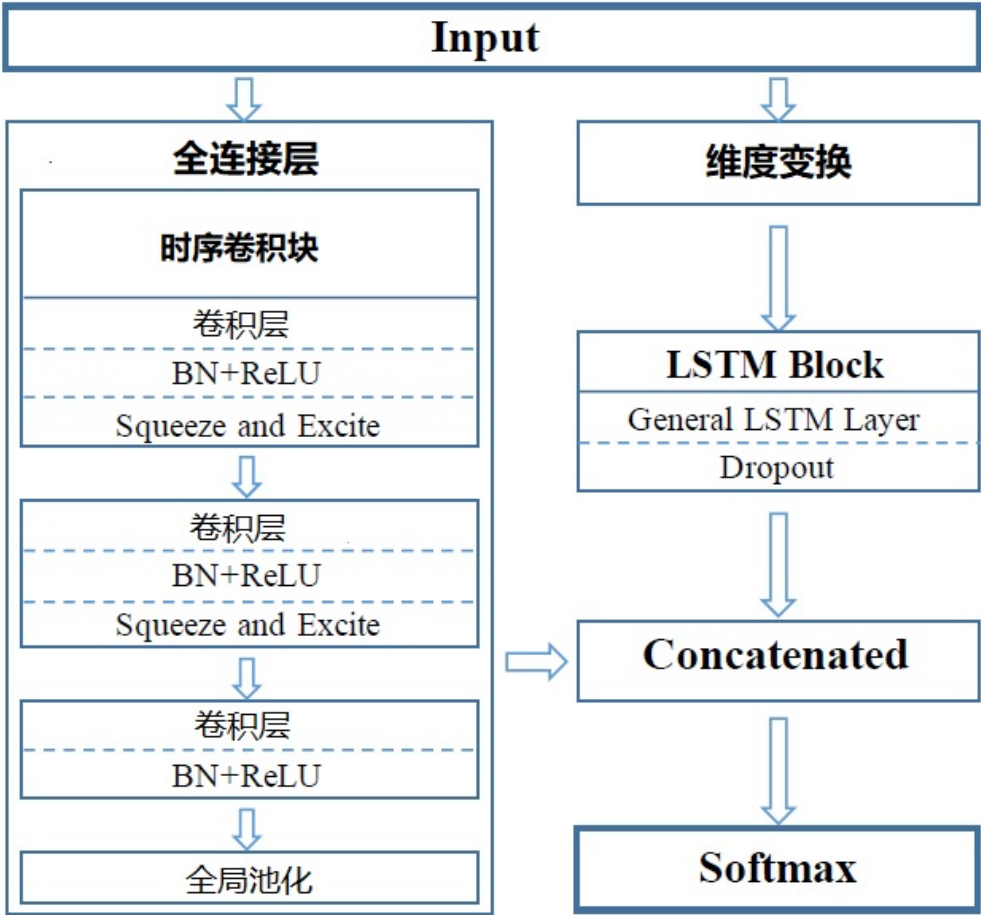 Input
全连接层
时序卷积块
卷积层
BN+ReLU
Squeeze and Excite
卷积层
BN+ReLU
Squeeze and Excite
卷积层
BN+ReLU
全局池化
维度变换
LSTM Block
General LSTM Layer
Dropout
Concatenated
Softmax